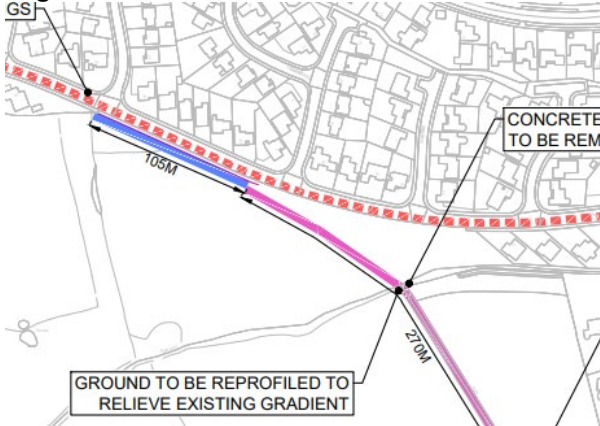 GS
CONCRETE
TO BE REM
105M
270M
GROUND TO BE REPROFILED TO
RELIEVE EXISTING GRADIENT